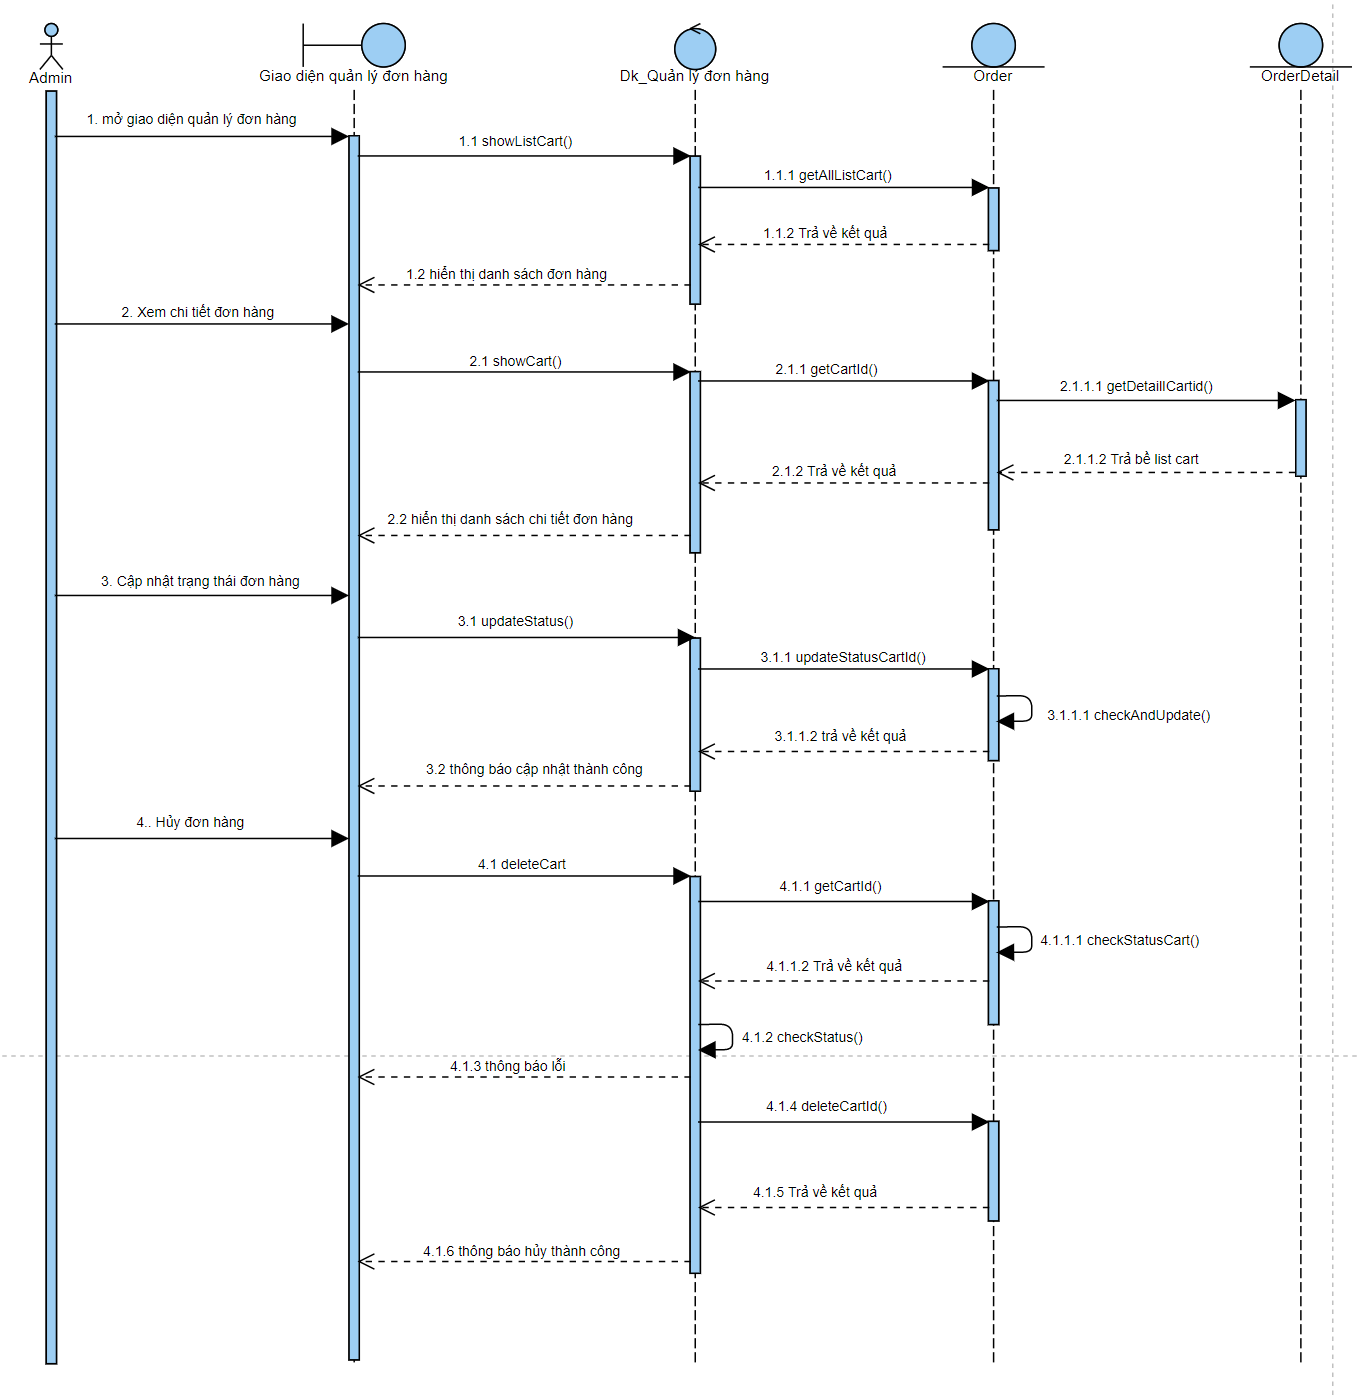 Admin
Giao diện quản lý đơn hàng
Dk_Quản lý đơn hàng
Order
OrderDetail
1. mở giao diện quản lý đơn hàng
1.1 showListCart()
1.1.1 getAllListCart()
1.1.2 Trả về kết quả
1.2 hiển thị danh sách đơn hàng
2. Xem chi tiết đơn hàng
2.1 showCart()
2.1.1 getCartId()
2.1.1.1 getDetaillCartid()
2.1.1.2 Trả bề list cart
2.1.2 Trả về kết quả
2.2 hiển thị danh sách chi tiết đơn hàng
3. Cập nhật trạng thái đơn hàng
3.1 updateStatus()
3.1.1 updateStatusCartId()
3.1.1.1 checkAndUpdate()
3.1.1.2 trả về kết quả
3.2 thông báo cập nhật thành công
4.. Hủy đơn hàng
4.1 deleteCart
4.1.1 getCartId()
4.1.1.1 checkStatusCart()
4.1.1.2 Trả về kết quả
4.1.2 checkStatus()
4.1.3 thông báo lỗi
4.1.4 deleteCartId()
4.1.5 Trả về kết quả
4.1.6 thông báo hủy thành công